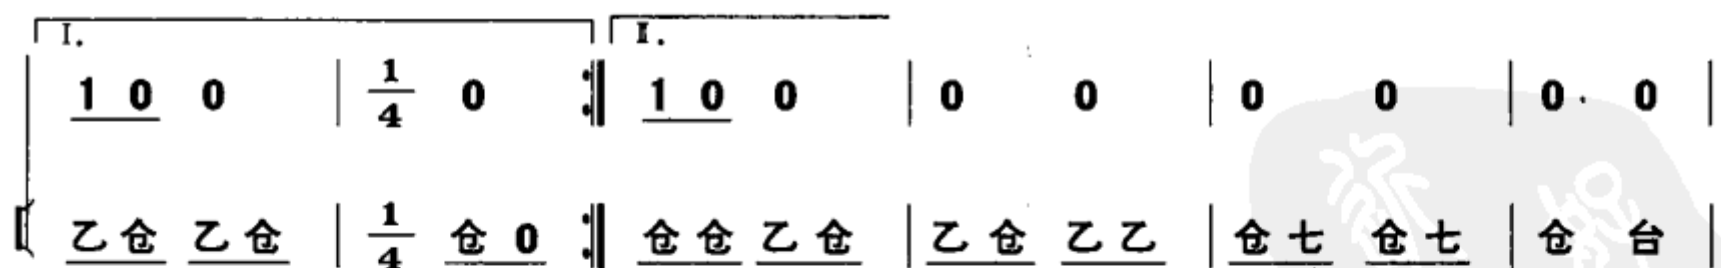 I. II.
1 0 0 | 1/4 0 :‖ 1 0 0 | 0 0 | 0 0 | 0 · 0 |
乙仓 乙仓 | 1/4 仓 0 :‖ 仓仓 乙仓 | 乙仓 乙乙 | 仓七 仓七 | 仓 台 |